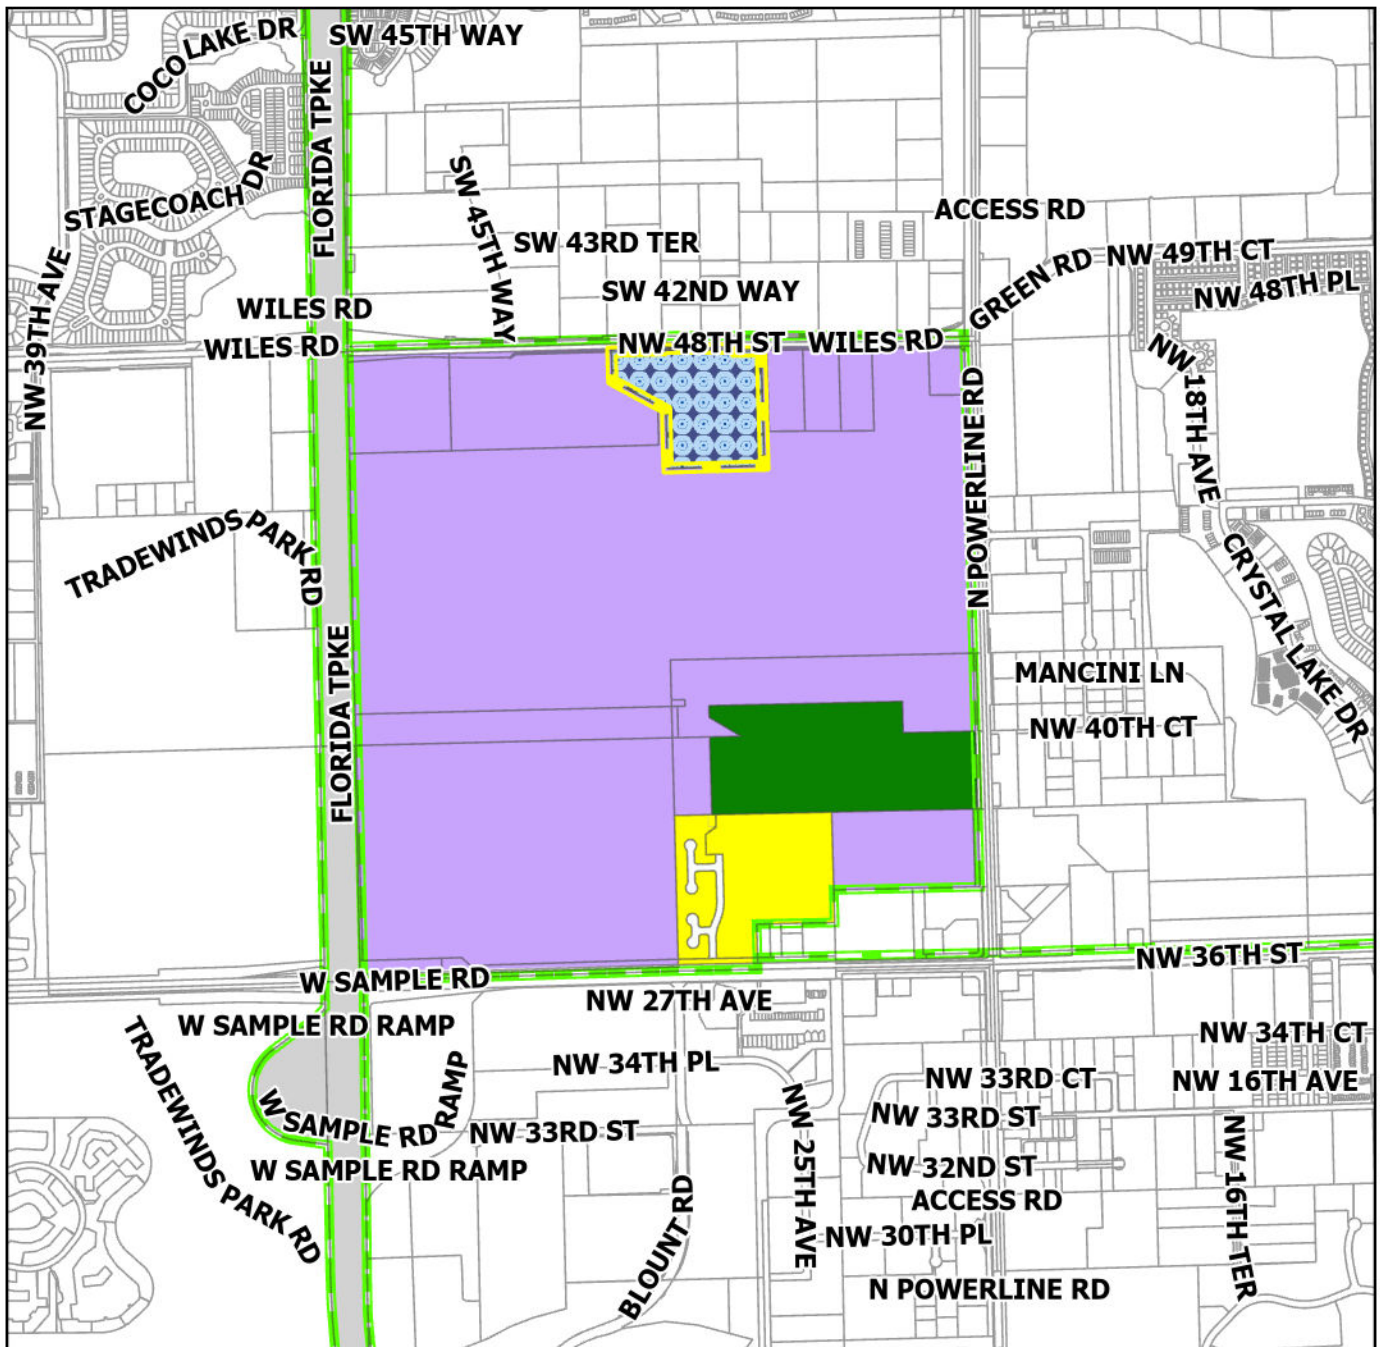 COCO LAKE DR
SW 45TH WAY
FLORIDA TPKE
STAGECOACH DR
SW 45TH WAY
ACCESS RD
SW 43RD TER
GREEN RD
NW 49TH CT
NW 39TH AVE
SW 42ND WAY
NW 48TH PL
WILES RD
WILES RD
NW 48TH ST
WILES RD
NW 18TH AVE
N POWERLINE RD
TRADEWINDS PARK RD
CRYSTAL LAKE DR
FLORIDA TPKE
MANCINI LN
NW 40TH CT
NW 36TH ST
W SAMPLE RD
NW 27TH AVE
W SAMPLE RD RAMP
NW 34TH CT
TRADEWINDS PARK RD
RAMP
NW 34TH PL
NW 33RD CT
NW 16TH AVE
W SAMPLE RD
NW 33RD ST
NW 25TH AVE
NW 33RD ST
NW 16TH TER
W SAMPLE RD RAMP
NW 32ND ST
ACCESS RD
BLOUNT RD
NW 30TH PL
N POWERLINE RD